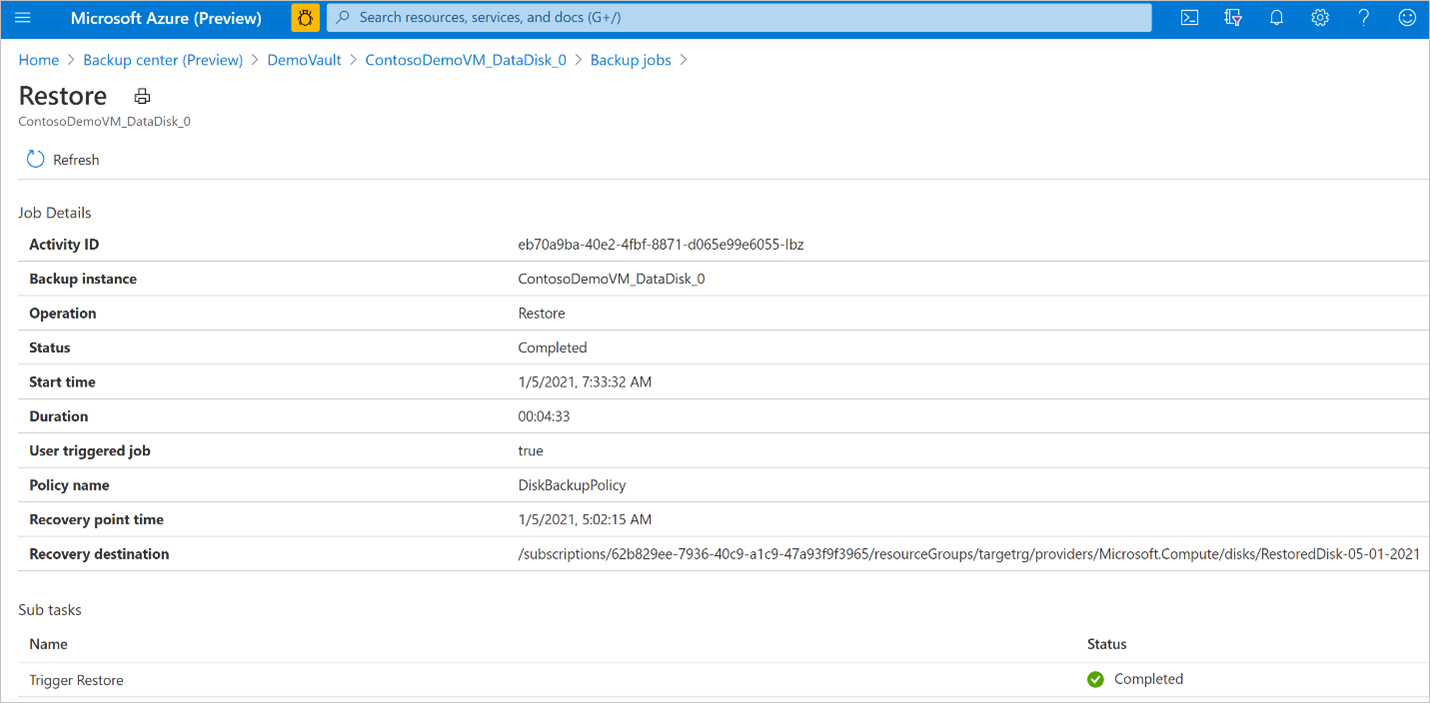 Microsoft Azure (Preview) Search resources, services, and docs (G+/)
Home > Backup center (Preview) > DemoVault > ContosoDemoVM_DataDisk_0 > Backup jobs >
Restore
ContosoDemoVM_DataDisk_0
Refresh
Job Details
Activity ID eb70a9ba-40e2-4fbf-8871-d065e99e6055-Ibz
Backup instance ContosoDemoVM_DataDisk_0
Operation Restore
Status Completed
Start time 1/5/2021, 7:33:32 AM
Duration 00:04:33
User triggered job true
Policy name DiskBackupPolicy
Recovery point time 1/5/2021, 5:02:15 AM
Recovery destination /subscriptions/62b829ee-7936-40c9-a1c9-47a93f9f3965/resourceGroups/targetrg/providers/Microsoft.Compute/disks/RestoredDisk-05-01-2021
Sub tasks
Name Status
Trigger Restore Completed